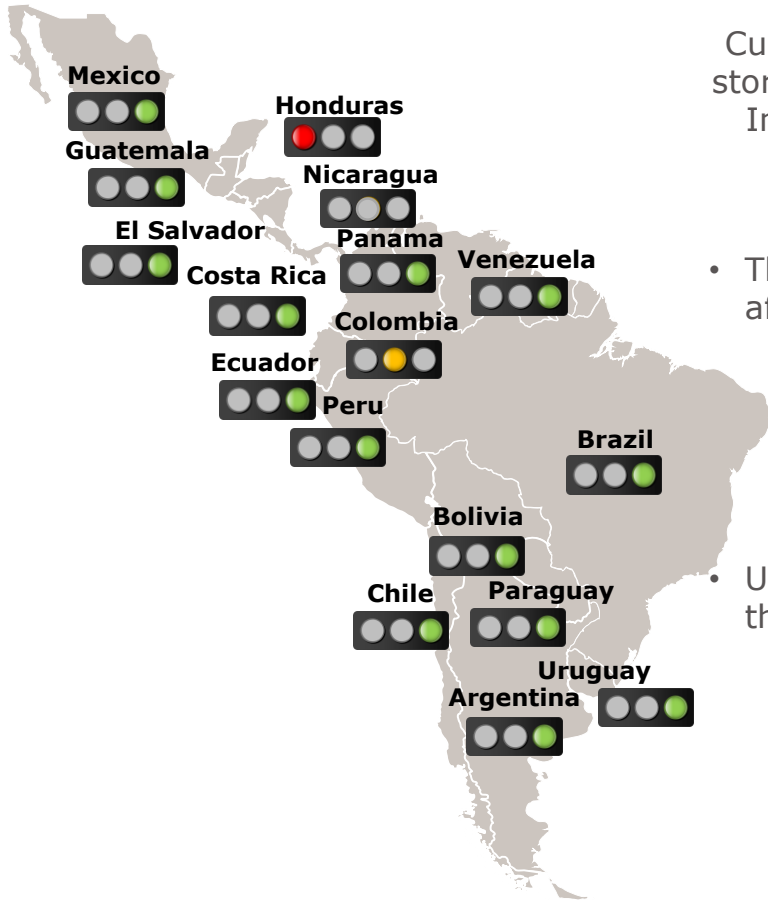 Mexico
Honduras
Guatemala
Nicaragua
El Salvador
Panama
Costa Rica
Venezuela
Colombia
Ecuador
Peru
Brazil
Bolivia
Chile
Paraguay
Uruguay
Argentina